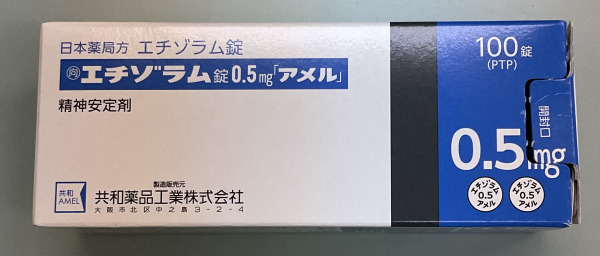 日本薬局方 エチゾラム錠
向 エチゾラム錠0.5mg「アメル」
精神安定剤
共和
AMEL
製造販売元
共和薬品工業株式会社
大阪市北区中之島3-2-4
100錠
(PTP)
開封口
0.5mg
エチゾラム
0.5
アメル
エチゾラム
0.5
アメル